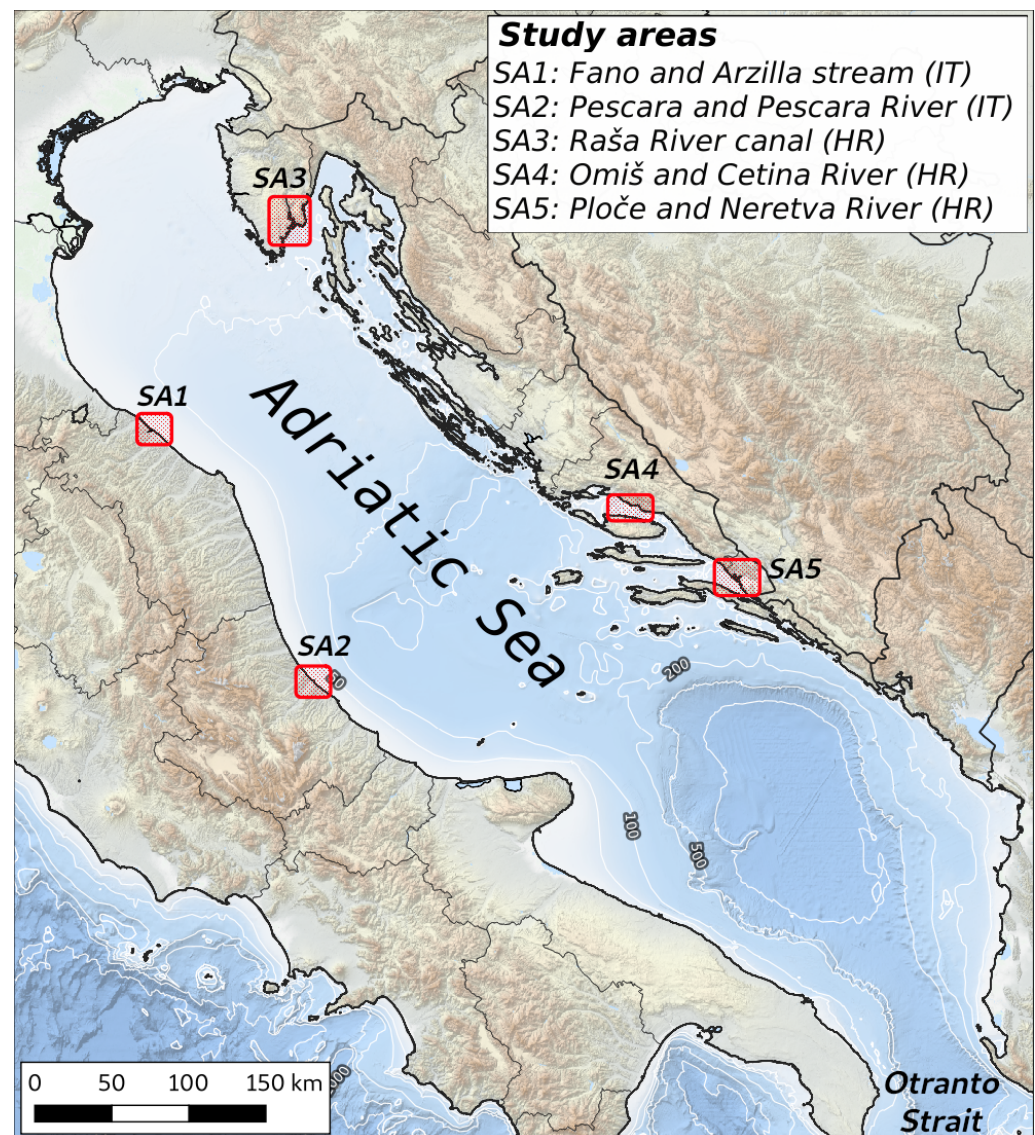 Study areas
SA1: Fano and Arzilla stream (IT)
SA2: Pescara and Pescara River (IT)
SA3: Raša River canal (HR)
SA4: Omiš and Cetina River (HR)
SA5: Ploče and Neretva River (HR)
SA3
SA1
Adriatic Sea
SA4
SA5
SA2
50
200
100
500
0 50 100 150 km
Otranto
Strait